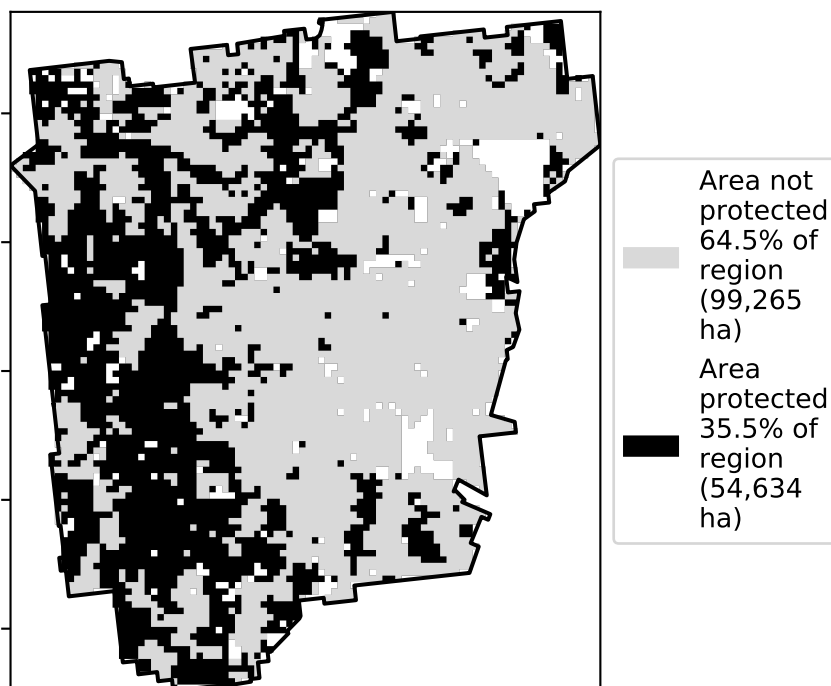 Area not
protected
64.5% of
region
(99,265
ha)
Area
protected
35.5% of
region
(54,634
ha)